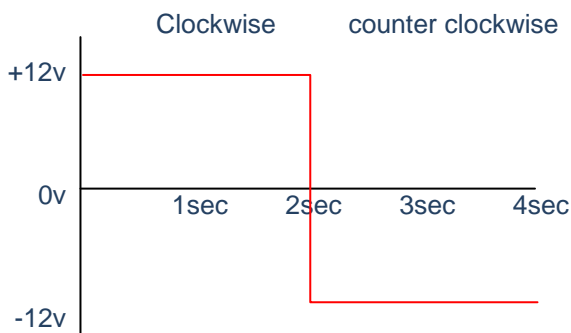 Clockwise counter clockwise
+12v
0v
1sec 2sec 3sec 4sec
-12v